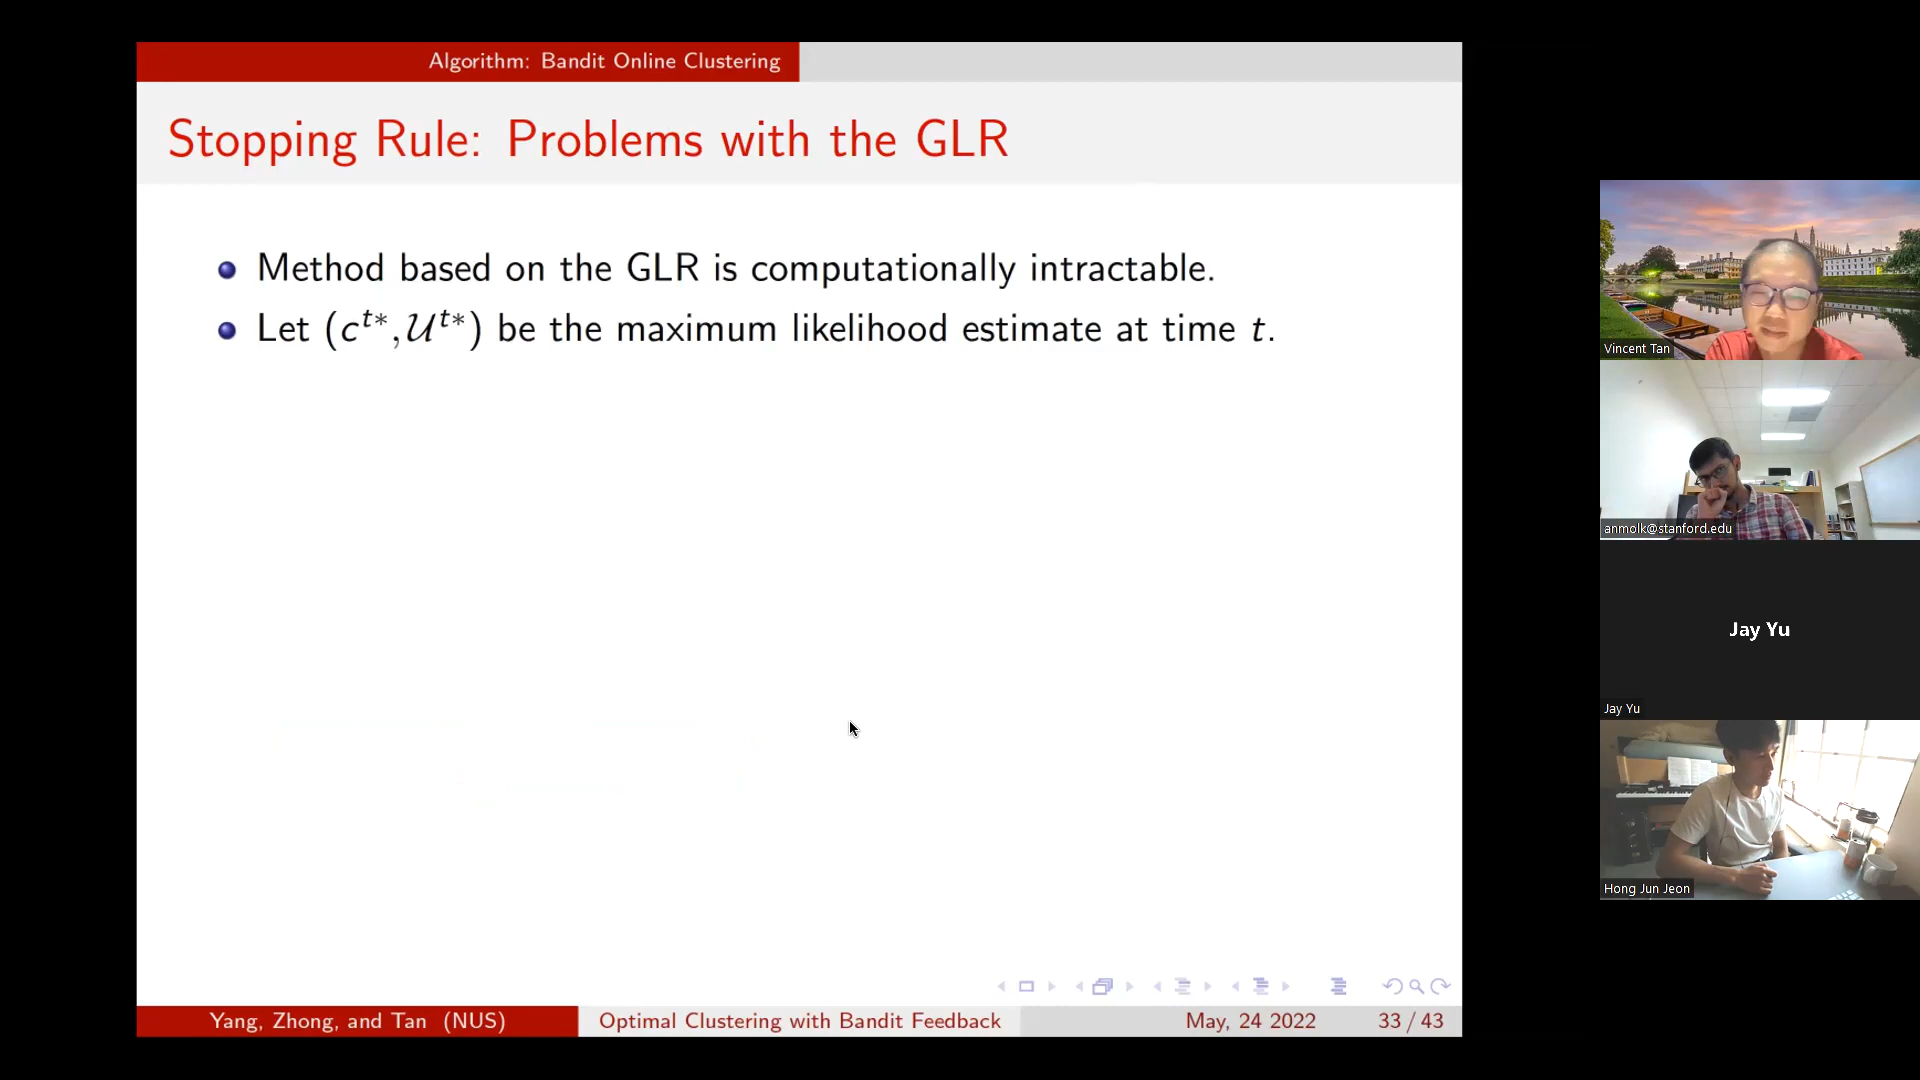 Algorithm: Bandit Online Clustering
Stopping Rule: Problems with the GLR
Method based on the GLR is computationally intractable.
Let (c^{t*}, 𝒰^{t*}) be the maximum likelihood estimate at time t.
Yang, Zhong, and Tan (NUS)
Optimal Clustering with Bandit Feedback
May, 24 2022
33 / 43
Vincent Tan
anmolk@stanford.edu
Jay Yu
Jay Yu
Hong Jun Jeon